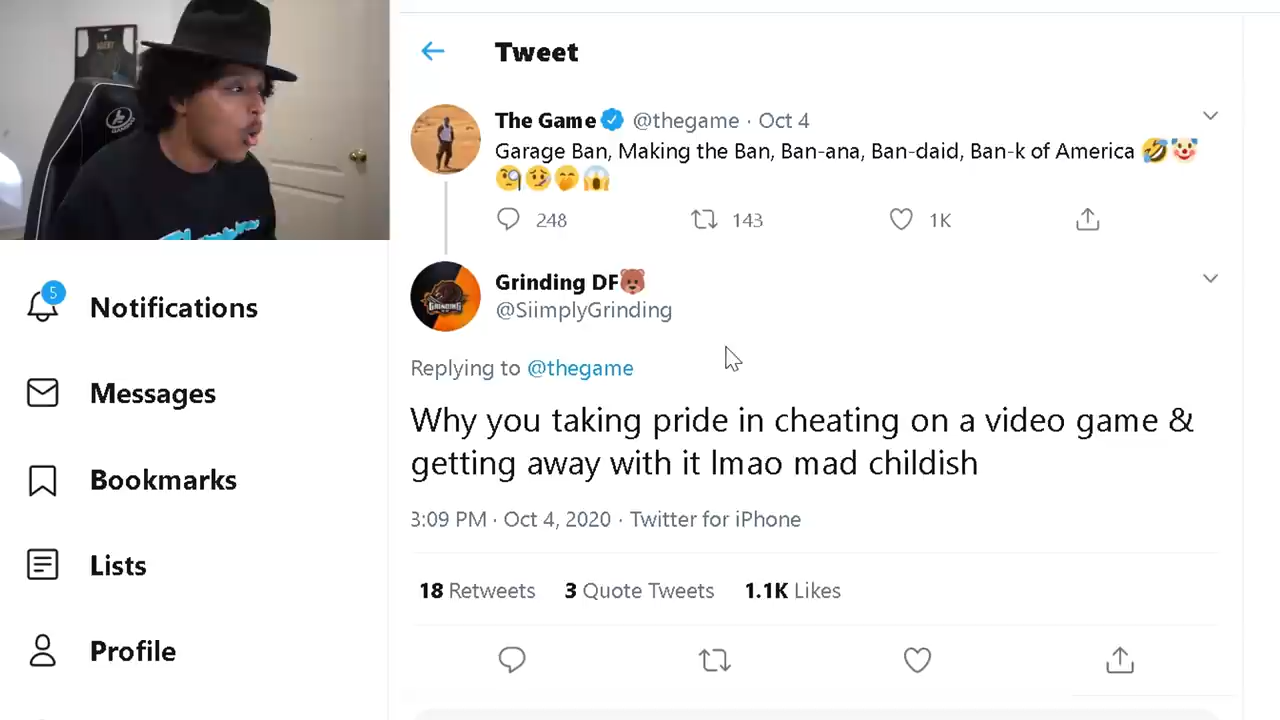 Tweet
The Game @thegame · Oct 4
Garage Ban, Making the Ban, Ban-ana, Ban-daid, Ban-k of America 🤣🤡
🧐🤒🤭😱
248 143 1K
Grinding DF🐻
@SiimplyGrinding
Replying to @thegame
Why you taking pride in cheating on a video game &
getting away with it lmao mad childish
3:09 PM · Oct 4, 2020 · Twitter for iPhone
18 Retweets 3 Quote Tweets 1.1K Likes
5
Notifications
Messages
Bookmarks
Lists
Profile